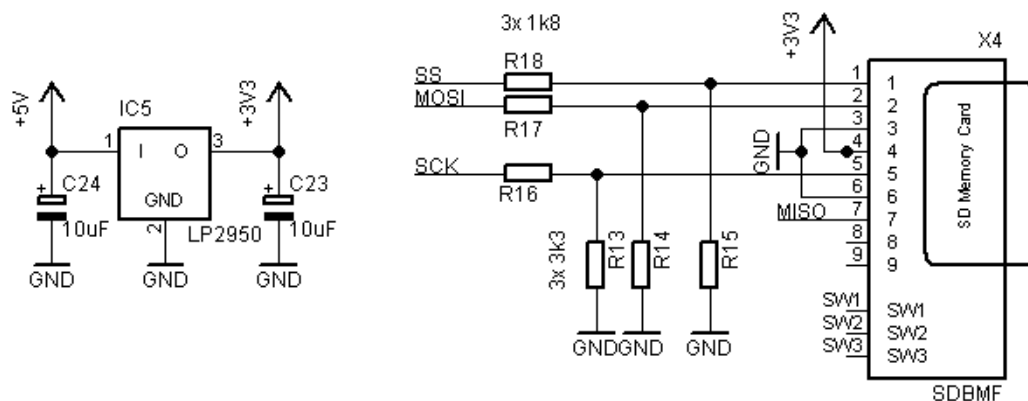 +5V
1
IC5
I O
GND
2
3
+3V3
C24
+
10uF
GND
GND
LP2950
C23
+
10uF
GND
3x 1k8
SS
R18
MOSI
R17
SCK
R16
3x 3k3
R13
R14
R15
GND
GND
GND
+3V3
GND
MISO
X4
1 1
2 2
3 3
4 4
5 5
6 6
7 7
8 8
9 9
SW1 SW1
SW2 SW2
SW3 SW3
SD Memory Card
SDBMF